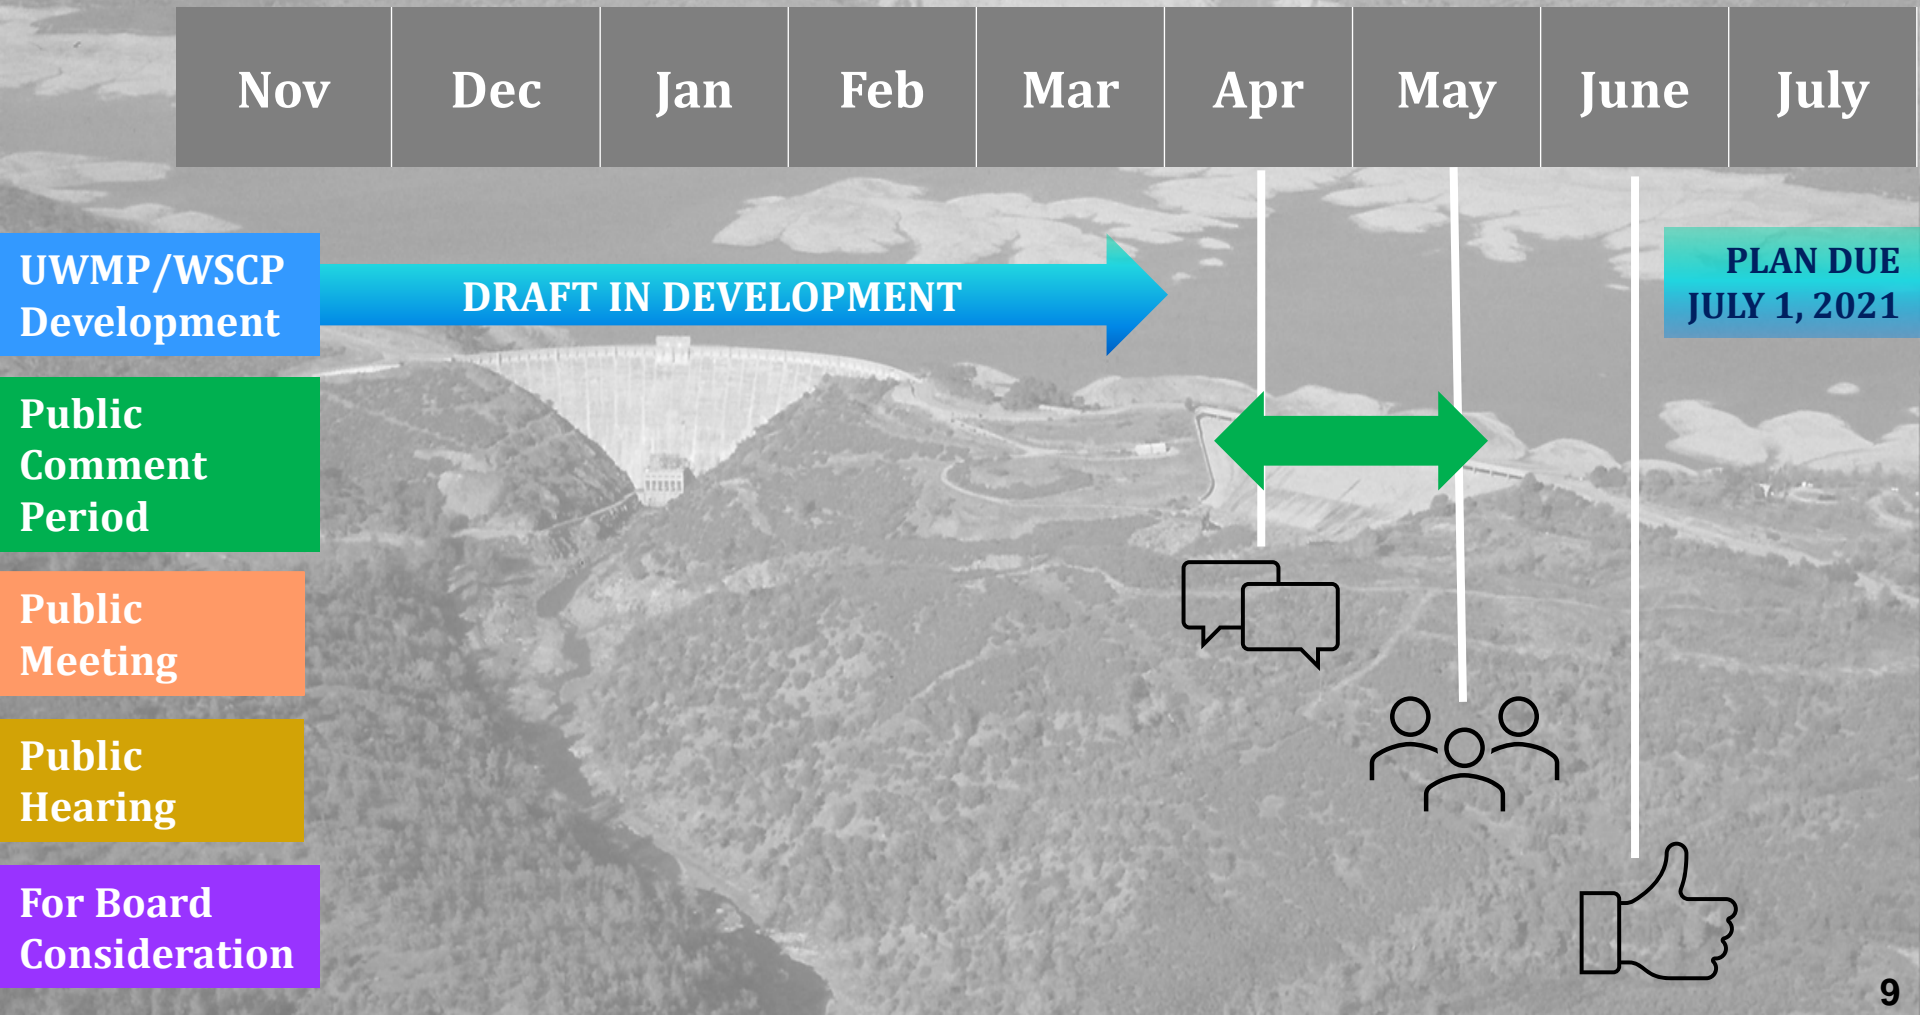 Nov Dec Jan Feb Mar Apr May June July
UWMP/WSCP
Development
DRAFT IN DEVELOPMENT
PLAN DUE
JULY 1, 2021
Public
Comment
Period
Public
Meeting
Public
Hearing
For Board
Consideration
9